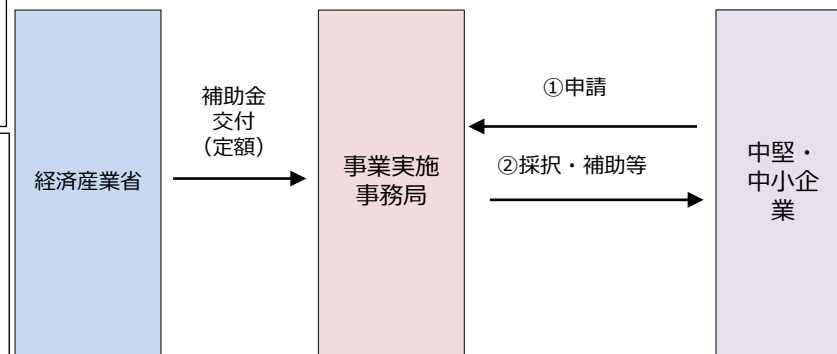 経済産業省
補助金
交付
（定額）
事業実施
事務局
①申請
②採択・補助等
中堅・
中小企
業